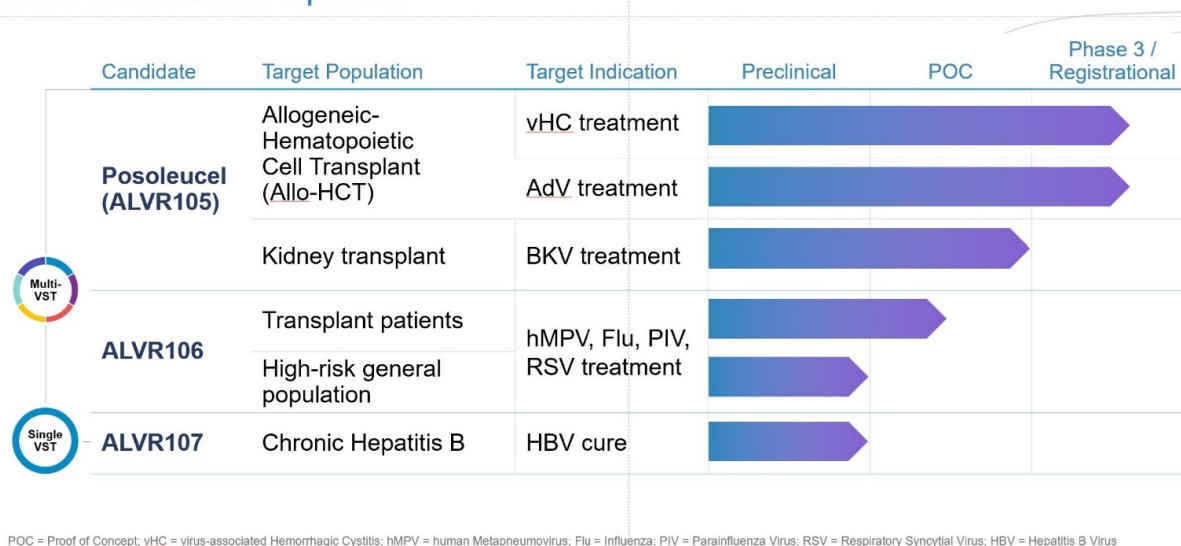 Candidate Target Population Target Indication Preclinical POC Phase 3 /
Registrational
Allogeneic-
Hematopoietic
Cell Transplant
(Allo-HCT)
vHC treatment
Posoleucel
(ALVR105)
AdV treatment
Kidney transplant BKV treatment
Multi-
VST
Transplant patients
ALVR106
hMPV, Flu, PIV,
RSV treatment
High-risk general
population
Single
VST
ALVR107 Chronic Hepatitis B HBV cure
POC = Proof of Concept; vHC = virus-associated Hemorrhagic Cystitis; hMPV = human Metapneumovirus; Flu = Influenza; PIV = Parainfluenza Virus; RSV = Respiratory Syncytial Virus; HBV = Hepatitis B Virus